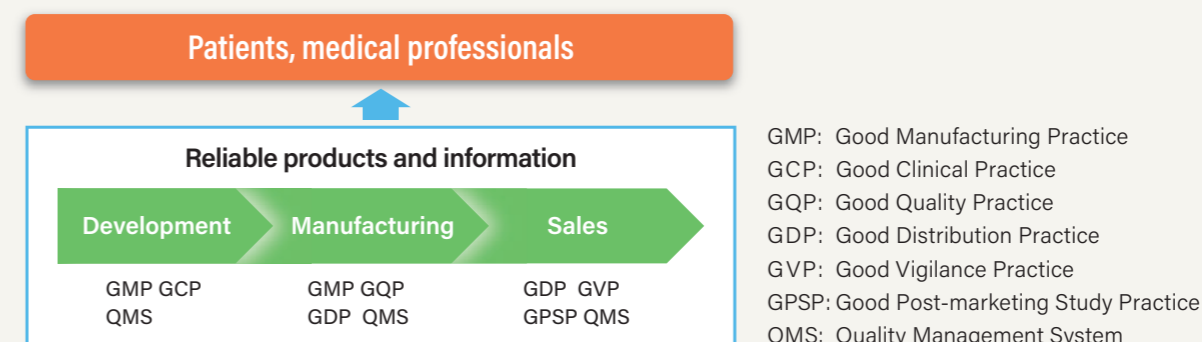 Patients, medical professionals
Reliable products and information
Development
Manufacturing
Sales
GMP GCP
QMS
GMP GQP
GDP QMS
GDP GVP
GPSP QMS
GMP: Good Manufacturing Practice
GCP: Good Clinical Practice
GQP: Good Quality Practice
GDP: Good Distribution Practice
GVP: Good Vigilance Practice
GPSP: Good Post-marketing Study Practice
QMS: Quality Management System